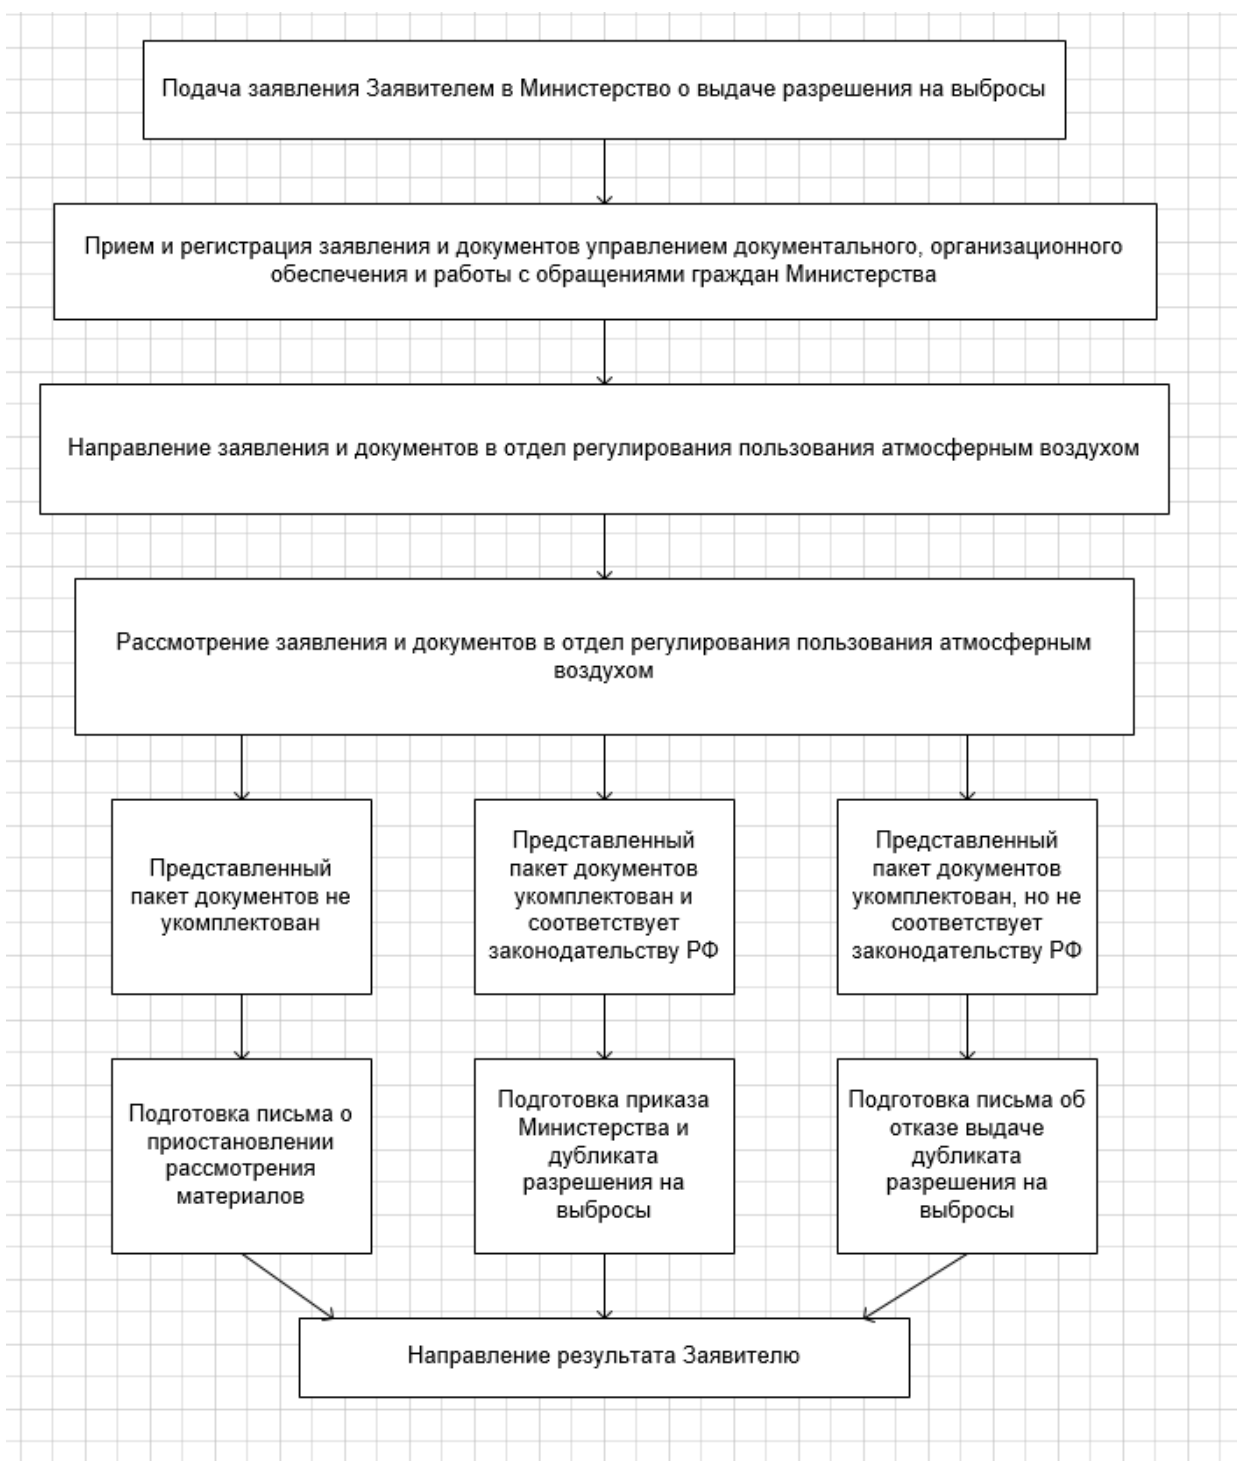 Подача заявления Заявителем в Министерство о выдаче разрешения на выбросы
Прием и регистрация заявления и документов управлением документального, организационного
обеспечения и работы с обращениями граждан Министерства
Направление заявления и документов в отдел регулирования пользования атмосферным воздухом
Рассмотрение заявления и документов в отдел регулирования пользования атмосферным
воздухом
Представленный
пакет документов не
укомплектован
Представленный
пакет документов
укомплектован и
соответствует
законодательству РФ
Представленный
пакет документов
укомплектован, но не
соответствует
законодательству РФ
Подготовка письма о
приостановлении
рассмотрения
материалов
Подготовка приказа
Министерства и
дубликата
разрешения на
выбросы
Подготовка письма об
отказе выдаче
дубликата
разрешения на
выбросы
Направление результата Заявителю